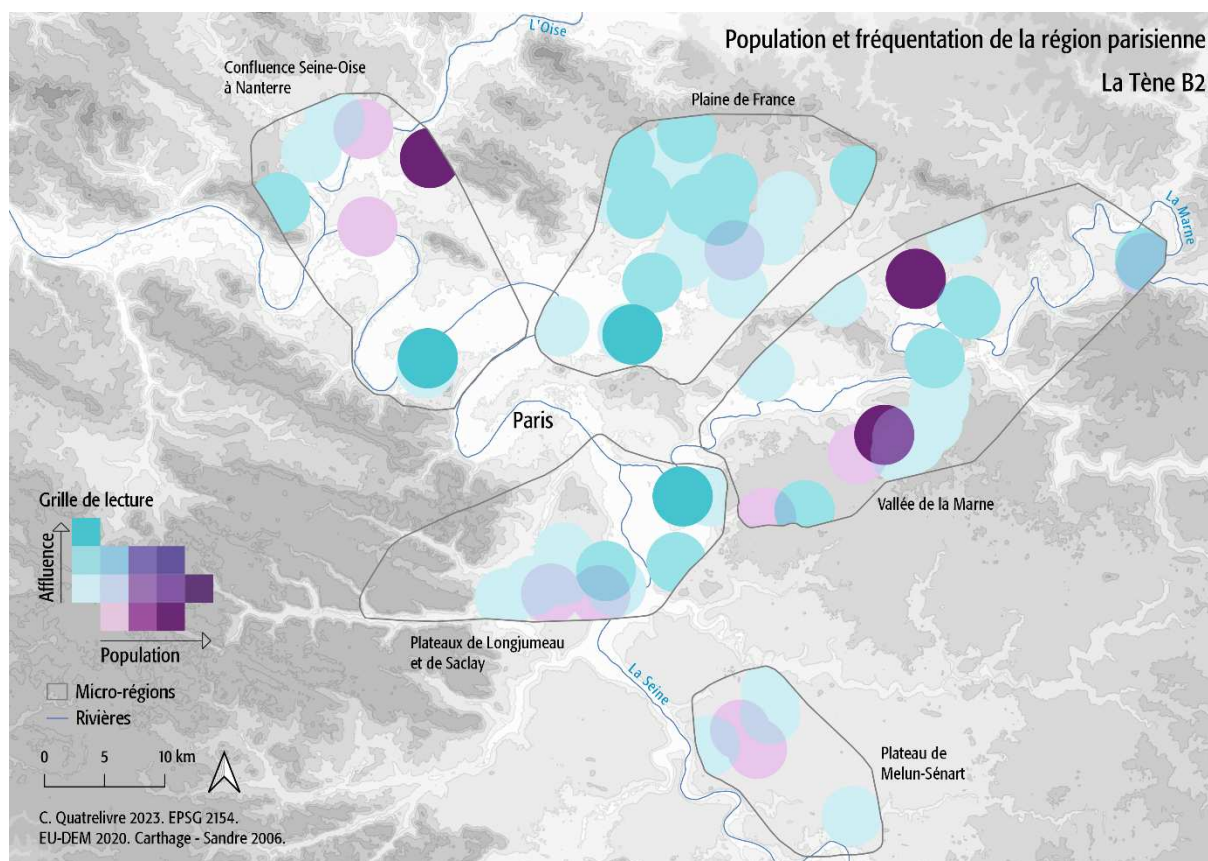 Population et fréquentation de la région parisienne
La Tène B2
L'Oise
Confluence Seine-Oise
à Nanterre
Plaine de France
La Marne
Paris
Vallée de la Marne
Grille de lecture
Affluence
Population
Plateaux de Longjumeau
et de Saclay
La Seine
Micro-régions
Rivières
Plateau de
Melun-Sénart
0 5 10 km
C. Quatrelivre 2023. EPSG 2154.
EU-DEM 2020. Carthage - Sandre 2006.